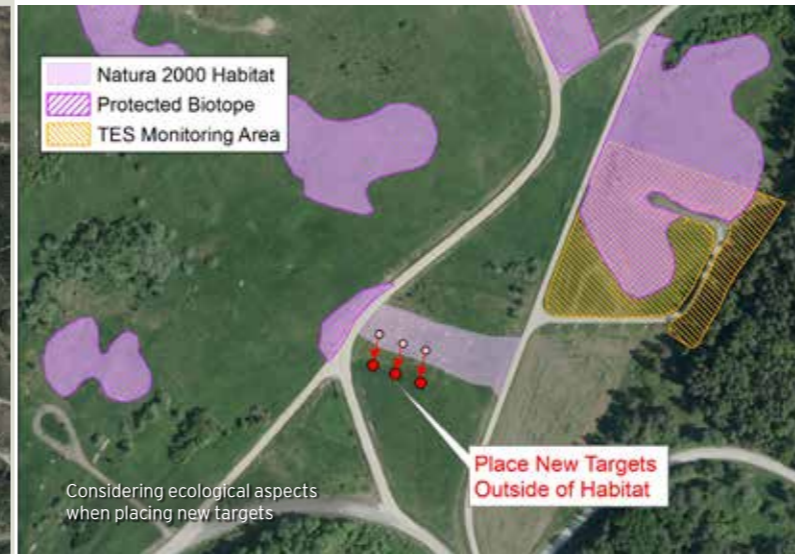 Natura 2000 Habitat
Protected Biotope
TES Monitoring Area
Place New Targets
Outside of Habitat
Considering ecological aspects
when placing new targets